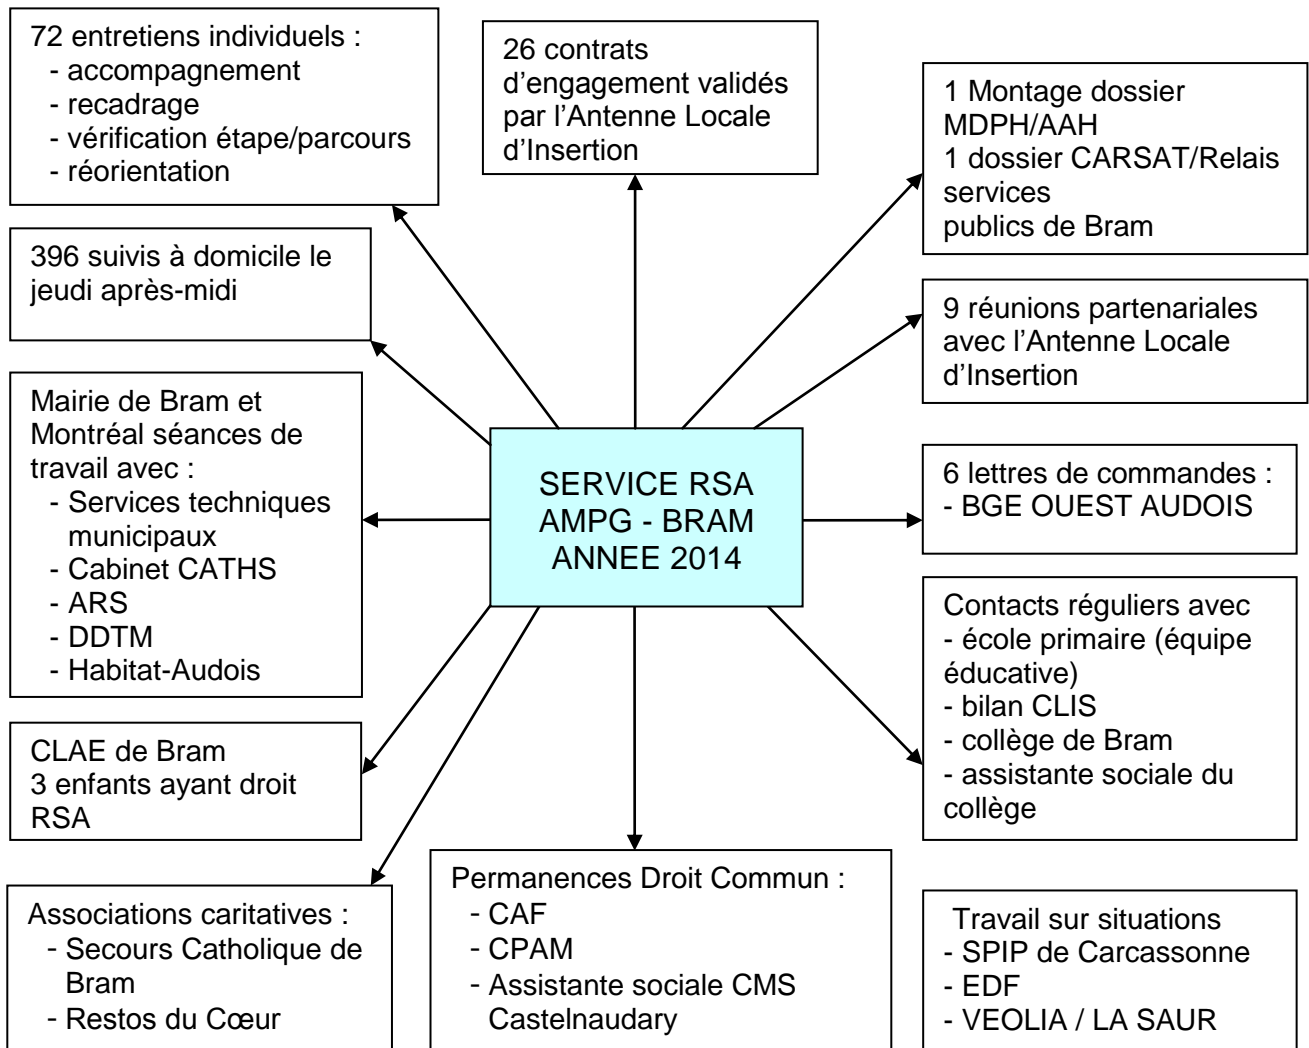 72 entretiens individuels :
- accompagnement
- recadrage
- vérification étape/parcours
- réorientation
26 contrats
d'engagement validés
par l'Antenne Locale
d'Insertion
1 Montage dossier
MDPH/AAH
1 dossier CARSAT/Relais
services
publics de Bram
396 suivis à domicile le
jeudi après-midi
9 réunions partenariales
avec l'Antenne Locale
d'Insertion
Mairie de Bram et
Montréal séances de
travail avec :
- Services techniques
municipaux
- Cabinet CATHS
- ARS
- DDTM
- Habitat-Audois
SERVICE RSA
AMPG - BRAM
ANNEE 2014
6 lettres de commandes :
- BGE OUEST AUDOIS
Contacts réguliers avec
- école primaire (équipe
éducative)
- bilan CLIS
- collège de Bram
- assistante sociale du
collège
CLAE de Bram
3 enfants ayant droit
RSA
Associations caritatives :
- Secours Catholique de
Bram
- Restos du Cœur
Permanences Droit Commun :
- CAF
- CPAM
- Assistante sociale CMS
Castelnaudary
Travail sur situations
- SPIP de Carcassonne
- EDF
- VEOLIA / LA SAUR